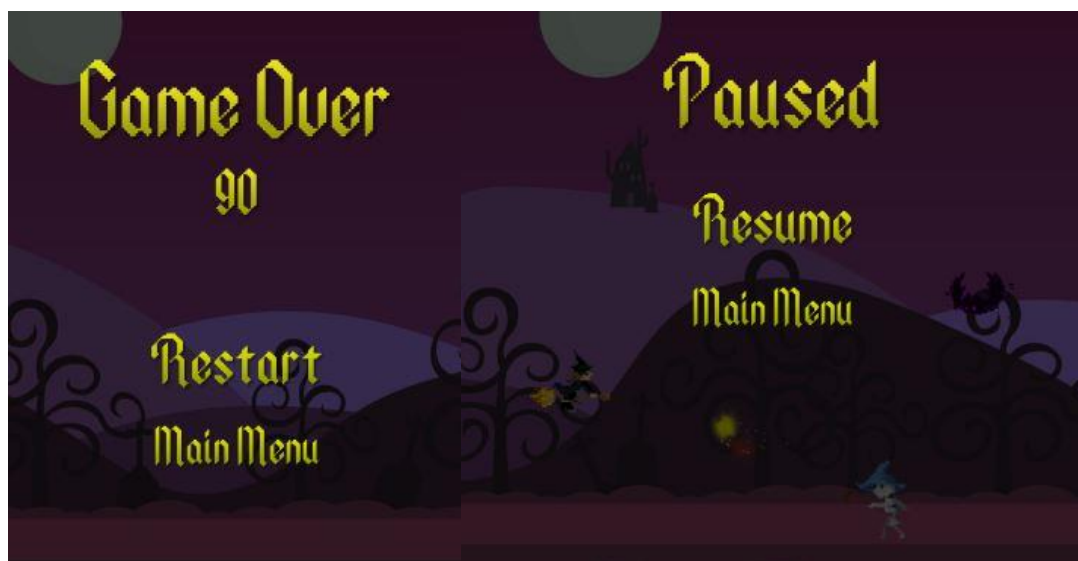 Game Over
90
Restart
Main Menu
Paused
Resume
Main Menu